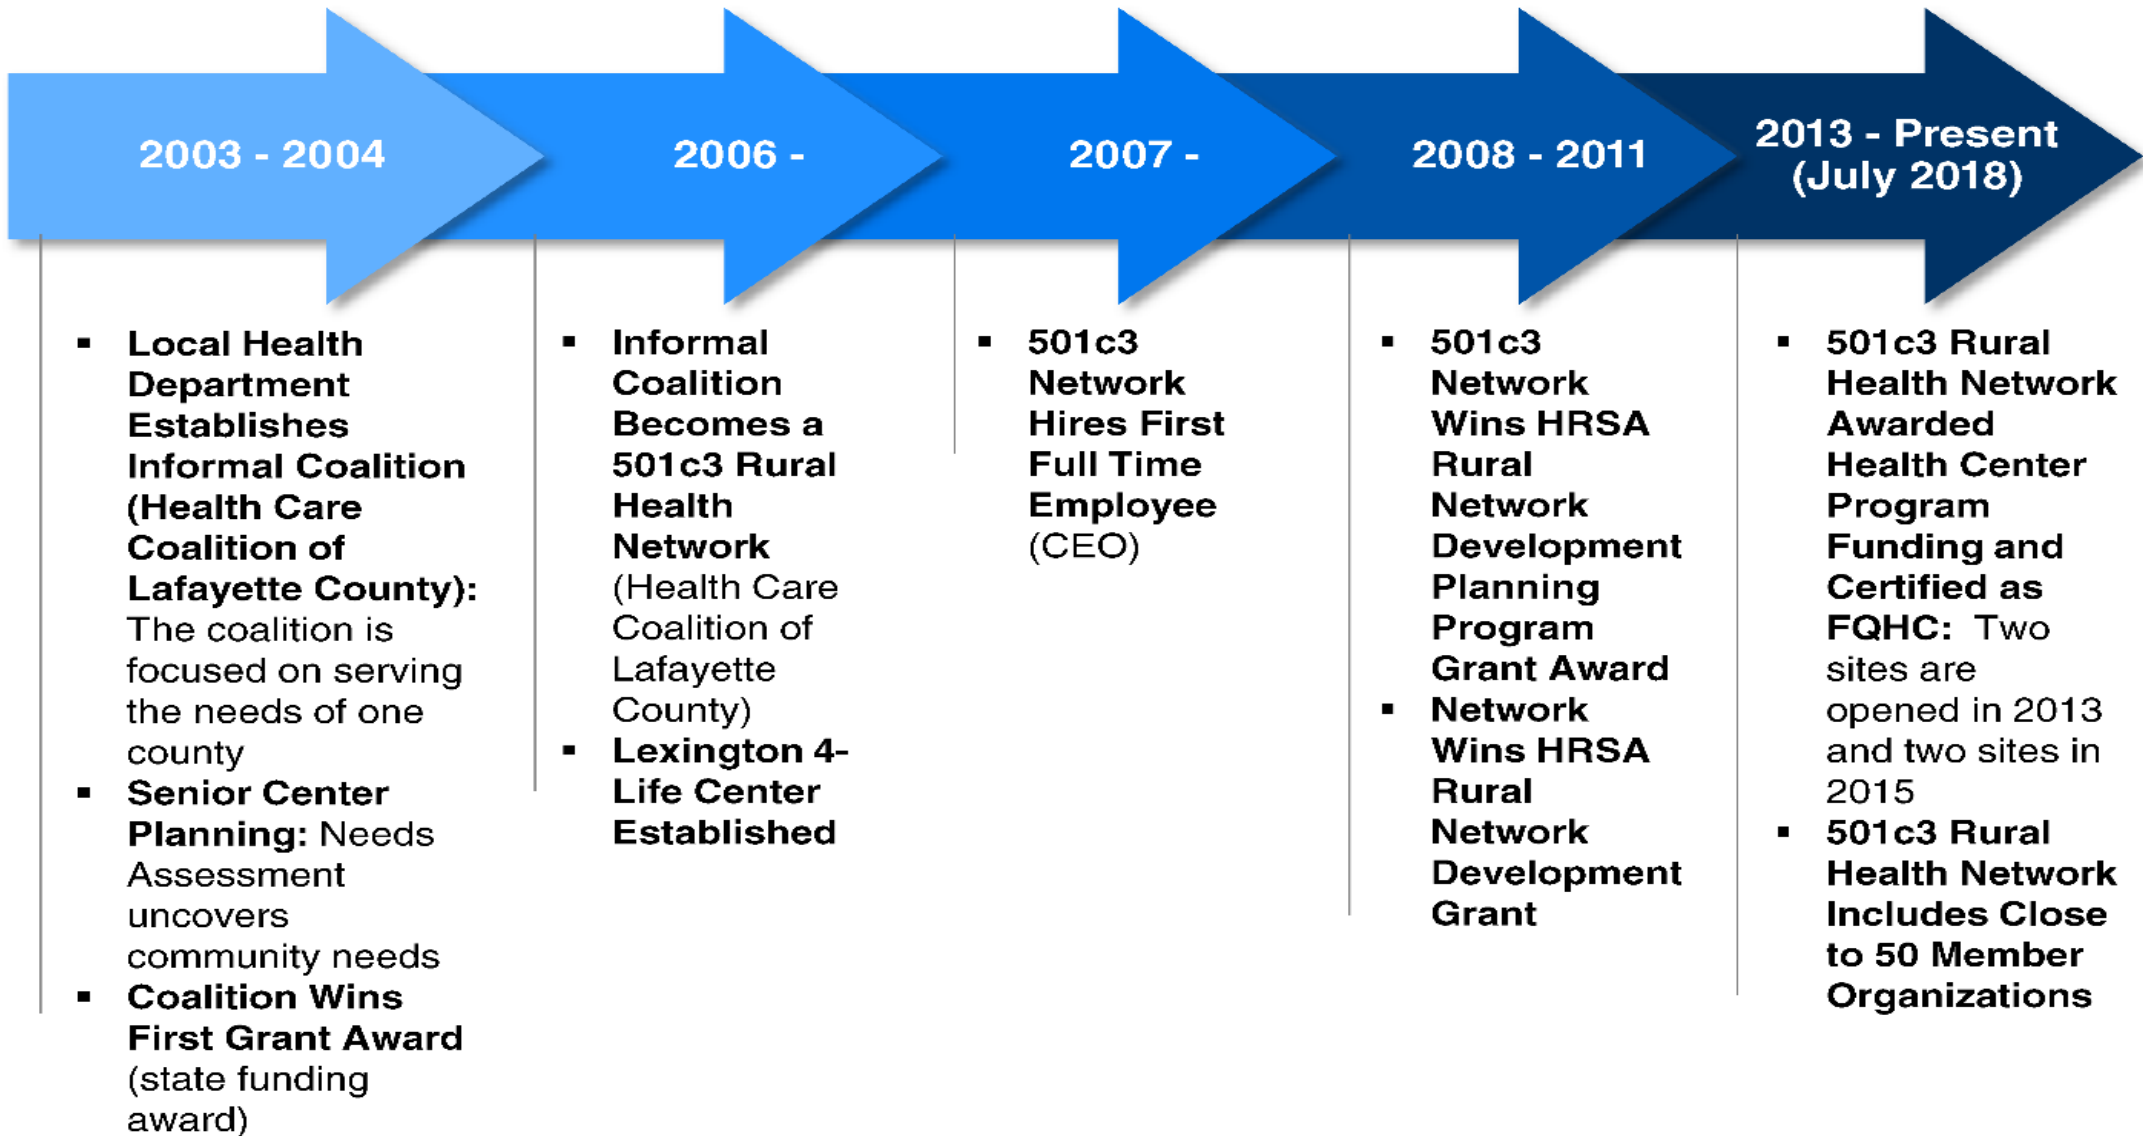 2003 - 2004
2006 -
2007 -
2008 - 2011
2013 - Present
(July 2018)
▪ Local Health
Department
Establishes
Informal Coalition
(Health Care
Coalition of
Lafayette County):
The coalition is
focused on serving
the needs of one
county
▪ Senior Center
Planning: Needs
Assessment
uncovers
community needs
▪ Coalition Wins
First Grant Award
(state funding
award)
▪ Informal
Coalition
Becomes a
501c3 Rural
Health
Network
(Health Care
Coalition of
Lafayette
County)
▪ Lexington 4-
Life Center
Established
▪ 501c3
Network
Hires First
Full Time
Employee
(CEO)
▪ 501c3
Network
Wins HRSA
Rural
Network
Development
Planning
Program
Grant Award
▪ Network
Wins HRSA
Rural
Network
Development
Grant
▪ 501c3 Rural
Health Network
Awarded
Health Center
Program
Funding and
Certified as
FQHC: Two
sites are
opened in 2013
and two sites in
2015
▪ 501c3 Rural
Health Network
Includes Close
to 50 Member
Organizations